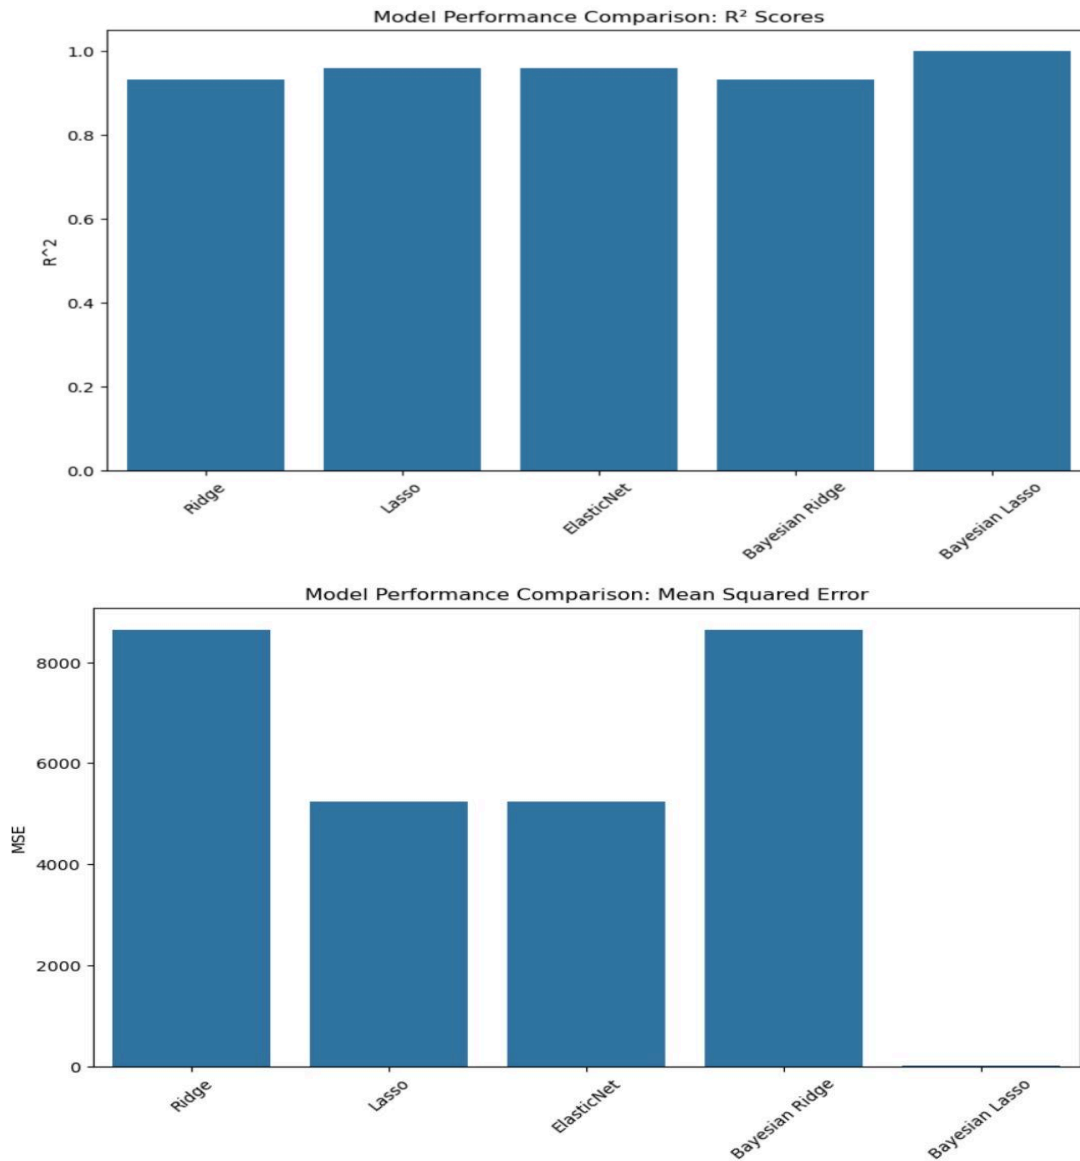 Model Performance Comparison: R² Scores
1.0
0.8
0.6
0.4
0.2
0.0
R^2
Ridge
Lasso
ElasticNet
Bayesian Ridge
Bayesian Lasso
Model Performance Comparison: Mean Squared Error
8000
6000
4000
2000
0
MSE
Ridge
Lasso
ElasticNet
Bayesian Ridge
Bayesian Lasso